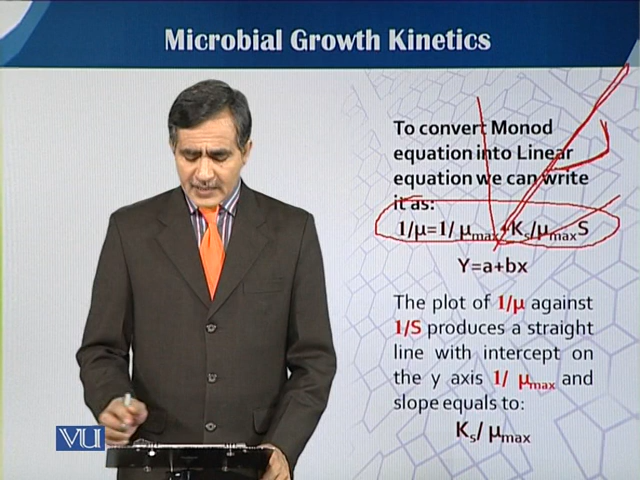 Microbial Growth Kinetics
To convert Monod
equation into Linear
equation we can write
it as:
1/μ=1/ μmax+Ks/μmaxS
Y=a+bx
The plot of 1/μ against
1/S produces a straight
line with intercept on
the y axis 1/ μmax and
slope equals to:
Ks/ μmax
VU